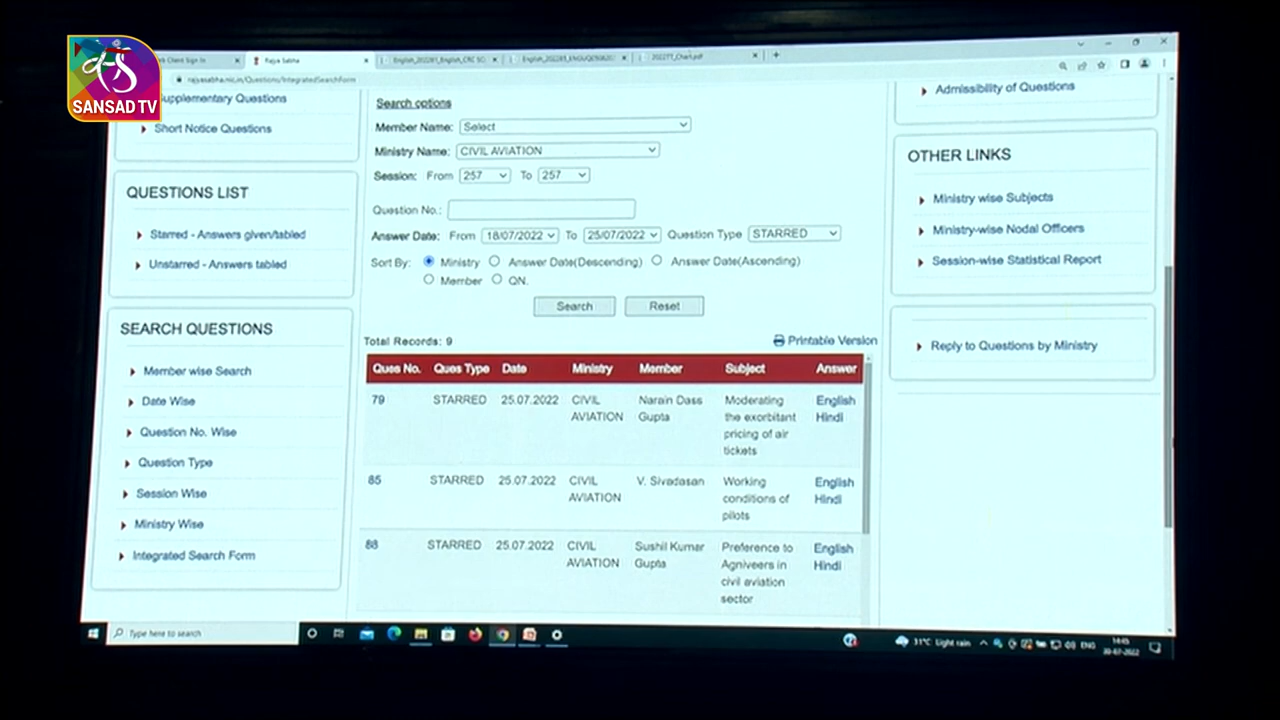 SANSAD TV
Client Sign In
Rajya Sabha
rajyasabha.nic.in/Questions/IntegratedSearchForm
Supplementary Questions
Short Notice Questions
QUESTIONS LIST
Starred - Answers given/tabled
Unstarred - Answers tabled
SEARCH QUESTIONS
Member wise Search
Date Wise
Question No. Wise
Question Type
Session Wise
Ministry Wise
Integrated Search Form
Search options
Member Name: Select
Ministry Name: CIVIL AVIATION
Session: From 257 To 257
Question No.:
Answer Date: From 18/07/2022 To 25/07/2022 Question Type STARRED
Sort By: Ministry Answer Date(Descending) Answer Date(Ascending)
Member QN.
Search Reset
Total Records: 9 Printable Version
Ques No. Ques Type Date Ministry Member Subject Answer
79 STARRED 25.07.2022 CIVIL Narain Dass Moderating English
AVIATION Gupta the exorbitant Hindi
pricing of air
tickets
85 STARRED 25.07.2022 CIVIL V. Sivadasan Working English
AVIATION conditions of Hindi
pilots
88 STARRED 25.07.2022 CIVIL Sushil Kumar Preference to English
AVIATION Gupta Agniveers in Hindi
civil aviation
sector
Admissibility of Questions
OTHER LINKS
Ministry wise Subjects
Ministry-wise Nodal Officers
Session-wise Statistical Report
Reply to Questions by Ministry
Type here to search
31°C Light rain
ENG
14:45